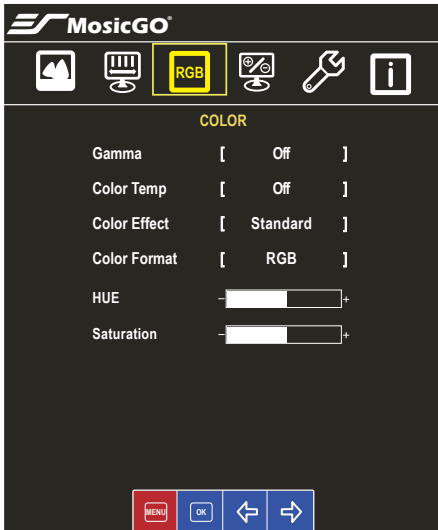 MosicGO®
RGB
COLOR
Gamma [ Off ]
Color Temp [ Off ]
Color Effect [ Standard ]
Color Format [ RGB ]
HUE - +
Saturation - +
MENU OK